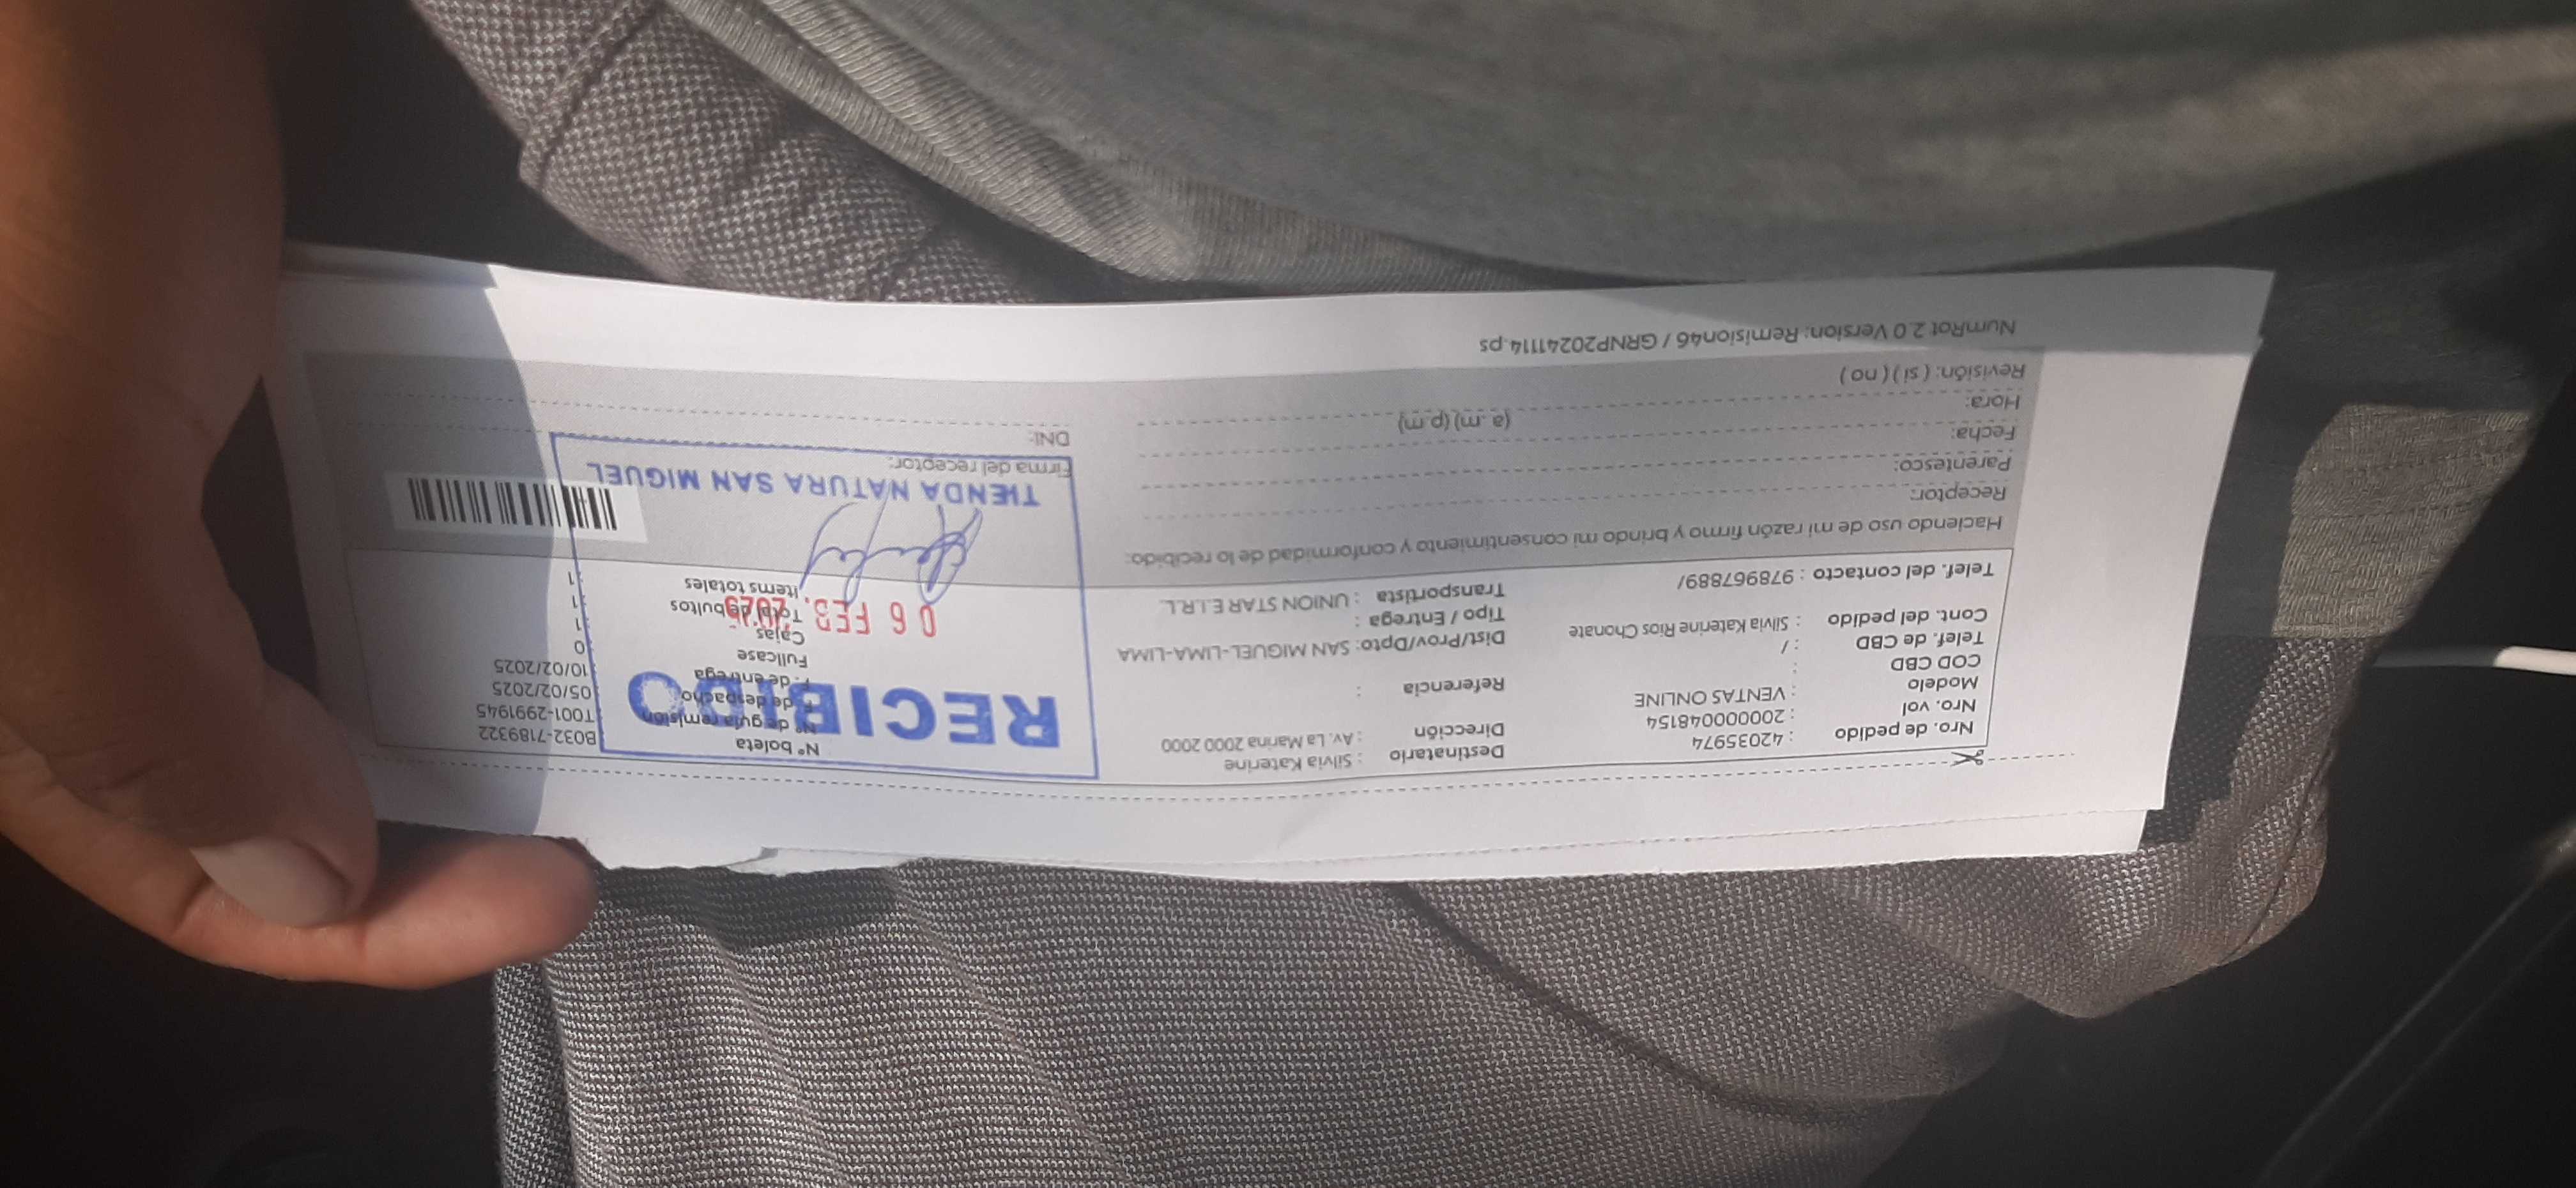 Nro. de pedido : 42035974
Nro. vol : 2000000048154
Modelo : VENTAS ONLINE
COD CBD :
Telef. de CBD : /
Cont. del pedido : Silvia Katerine Rios Chonate
Telef. del contacto : 978967889/
Destinatario : Silvia Katerine
Dirección : Av. La Marina 2000 2000
Referencia :
Dist/Prov/Dpto: SAN MIGUEL-LIMA-LIMA
Tipo / Entrega :
Transportista : UNION STAR E.I.R.L.
N° boleta B032-7189322
N° de guía remisión T001-2991945
F. de despacho 05/02/2025
F. de entrega 10/02/2025
Fullcase 0
Cajas 1
Total de bultos 1
Items totales 11
RECIBIDO
06 FEB. 2025
TIENDA NATURA SAN MIGUEL
Haciendo uso de mi razón firmo y brindo mi consentimiento y conformidad de lo recibido:
Receptor:
Parentesco:
Fecha:
Hora: (a. m) (p.m)
Revisión: ( si ) ( no )
Firma del receptor:
DNI:
NumRot 2.0 Version: Remision46 / GRNP20241114.ps